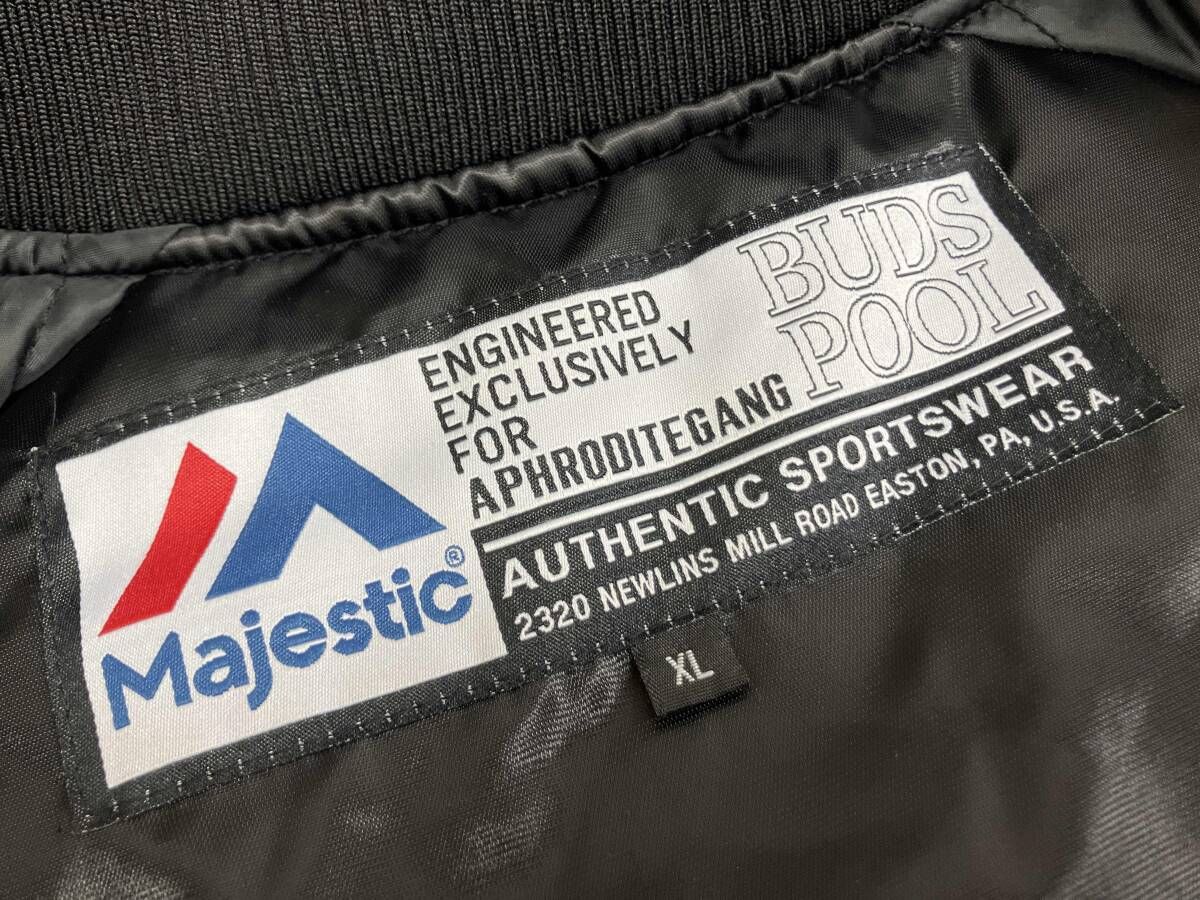 Majestic®
ENGINEERED
EXCLUSIVELY
FOR
APHRODITEGANG
BUDS
POOL
AUTHENTIC SPORTSWEAR
2320 NEWLINS MILL ROAD EASTON, PA, U.S.A.
XL